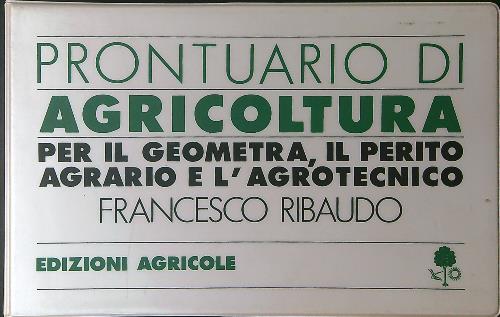 PRONTUARIO DI
AGRICOLTURA
PER IL GEOMETRA, IL PERITO
AGRARIO E L'AGROTECNICO
FRANCESCO RIBAUDO
EDIZIONI AGRICOLE